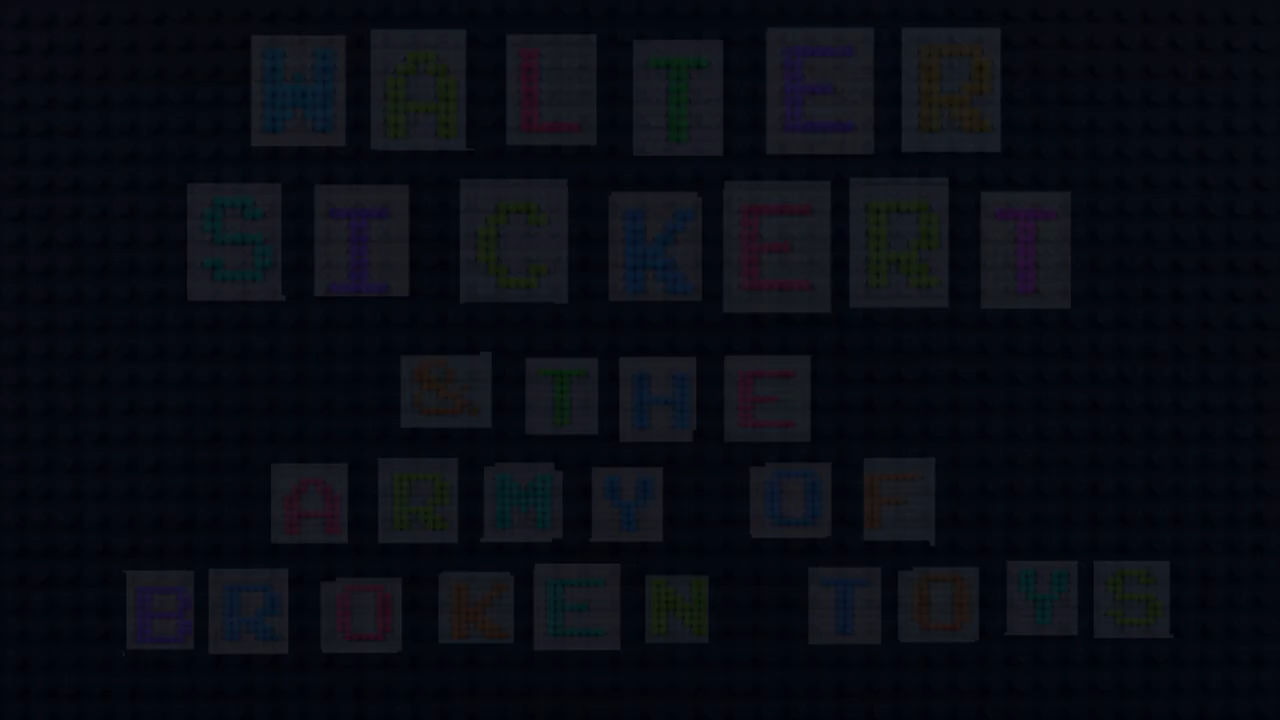 WALTER
SICKERT
& THE
ARMY OF
BROKEN TOYS